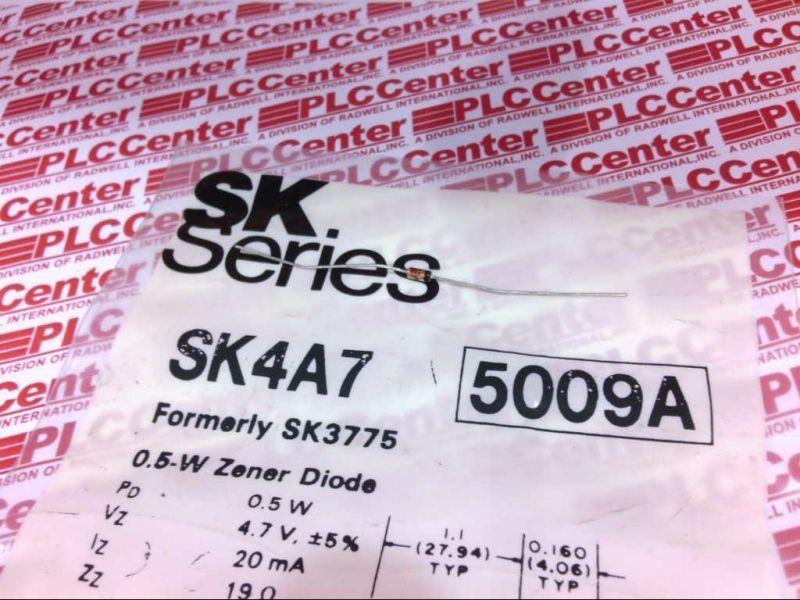 PLCCenter
A DIVISION OF RADWELL INTERNATIONAL, INC.
SK
Series
SK4A7
5009A
Formerly SK3775
0.5-W Zener Diode
PD 0.5 W
VZ 4.7 V, ±5%
IZ 20 mA
ZZ 19 Ω
1.1
(27.94)
TYP
0.160
(4.06)
TYP